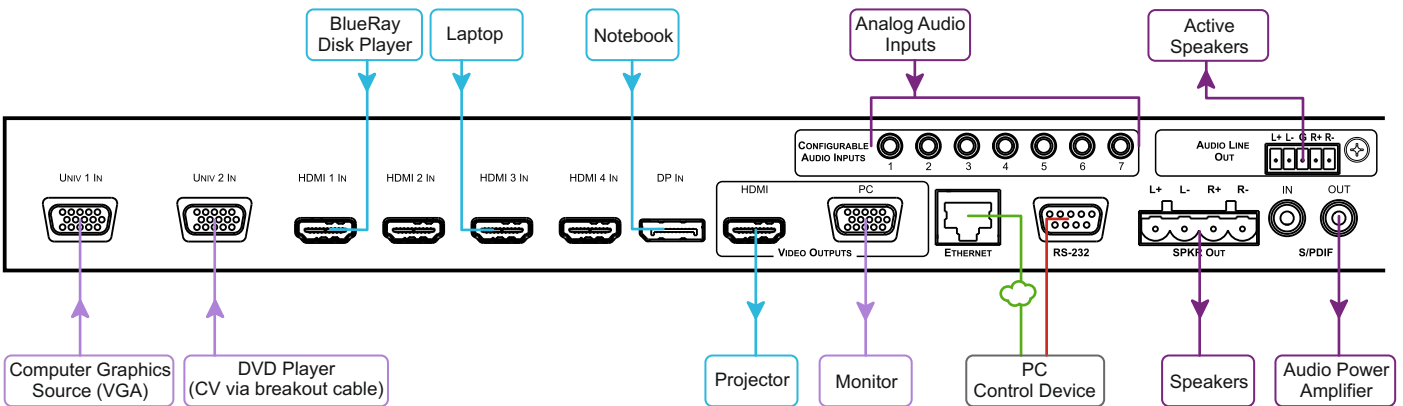 BlueRay
Disk Player
Laptop
Notebook
Analog Audio
Inputs
Active
Speakers
CONFIGURABLE
AUDIO INPUTS
1 2 3 4 5 6 7
AUDIO LINE
OUT
L+ L- G R+ R-
UNIV 1 IN
UNIV 2 IN
HDMI 1 IN
HDMI 2 IN
HDMI 3 IN
HDMI 4 IN
DP IN
HDMI
PC
VIDEO OUTPUTS
ETHERNET
RS-232
L+ L- R+ R-
SPKR OUT
IN
OUT
S/PDIF
Computer Graphics
Source (VGA)
DVD Player
(CV via breakout cable)
Projector
Monitor
PC
Control Device
Speakers
Audio Power
Amplifier